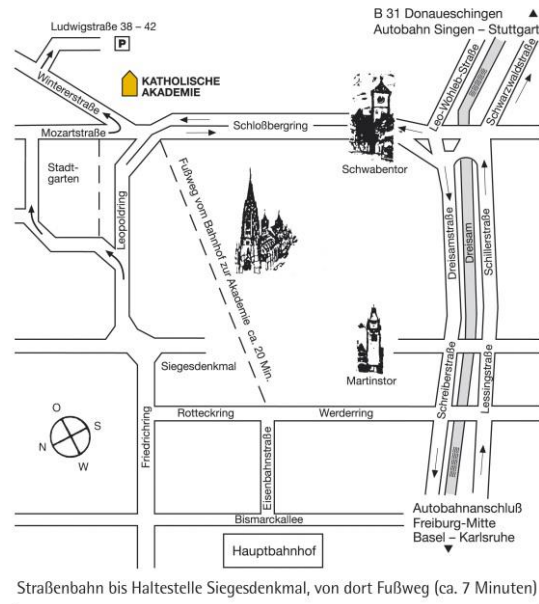 Ludwigstraße 38 – 42
P
B 31 Donaueschingen ▲
Autobahn Singen – Stuttgart
Wintererstraße
KATHOLISCHE
AKADEMIE
Leo-Wohleb-Straße
Schwarzwaldstraße
Mozartstraße
Schloßbergring
Schwabentor
Stadt-
garten
Leopoldring
Fußweg vom Bahnhof zur Akademie ca. 20 Min.
Dreisamstraße
Dreisam
Schillerstraße
Siegesdenkmal
Martinstor
Schreiberstraße
Lessingstraße
O
S
N
W
Friedrichring
Rotteckring
Werderring
Eisenbahnstraße
Bismarckallee
Hauptbahnhof
Autobahnanschluß
Freiburg-Mitte
Basel – Karlsruhe
▼
Straßenbahn bis Haltestelle Siegesdenkmal, von dort Fußweg (ca. 7 Minuten)